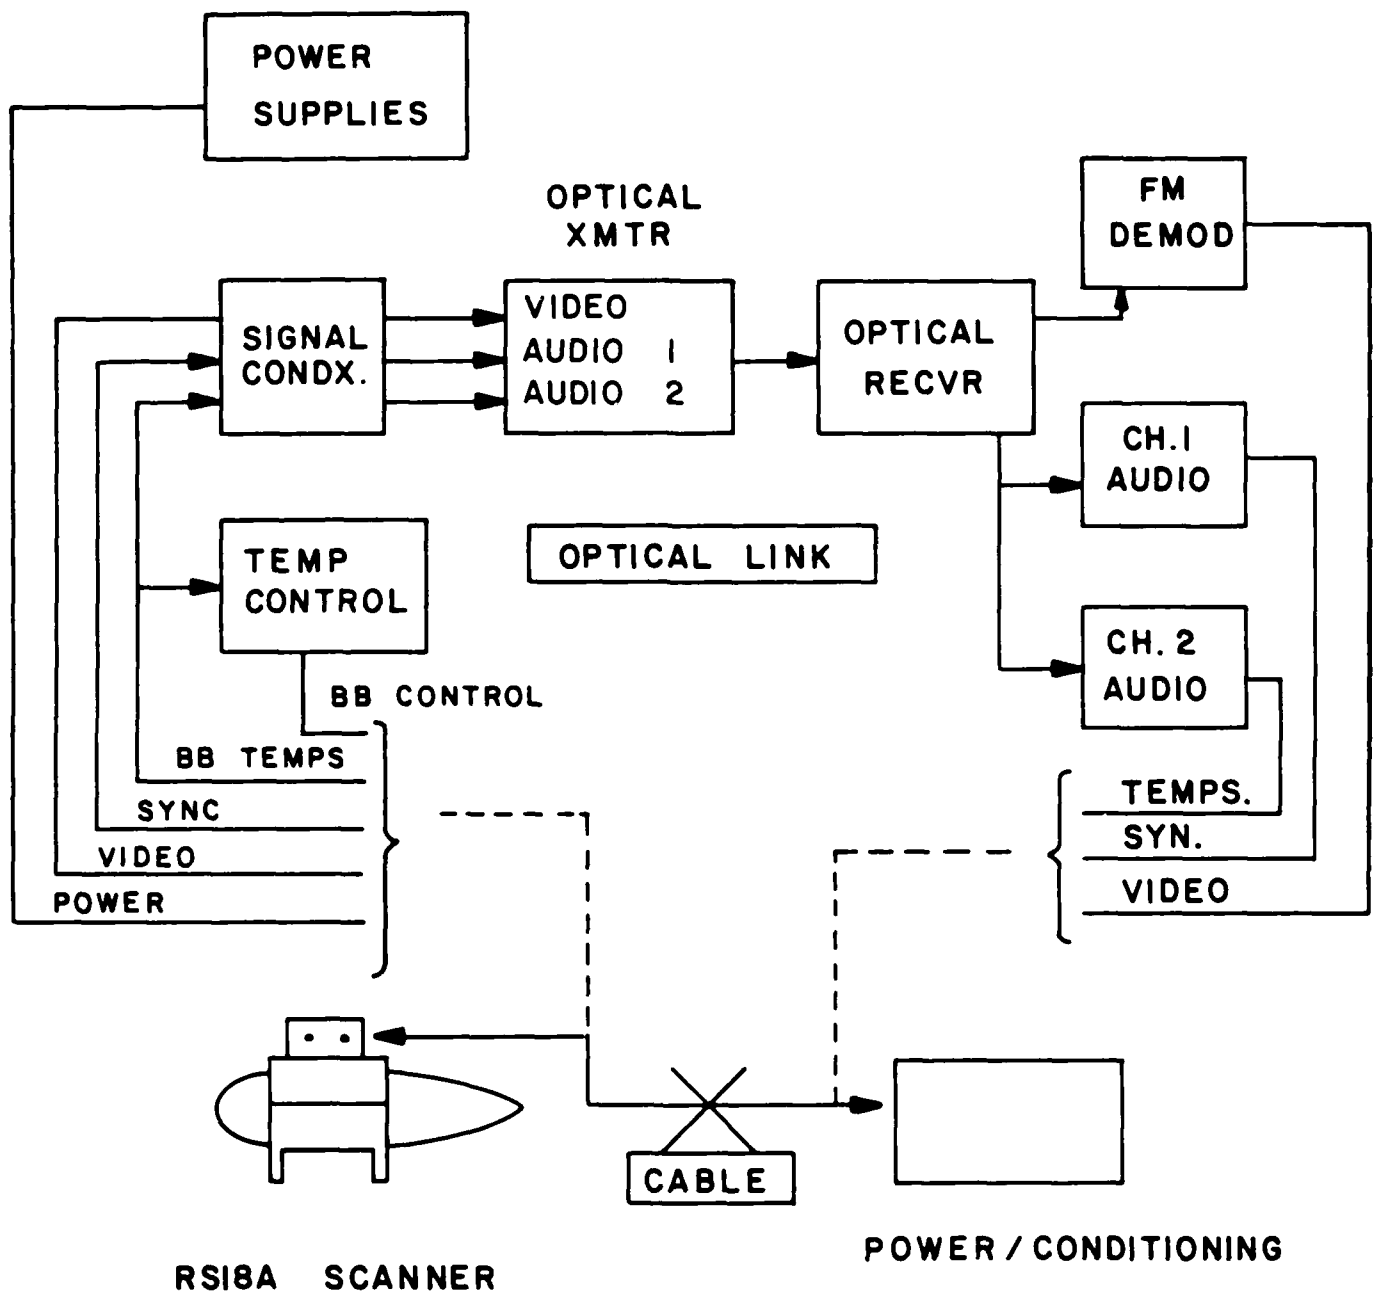 POWER
SUPPLIES
OPTICAL
XMTR
FM
DEMOD
SIGNAL
CONDX.
VIDEO
AUDIO 1
AUDIO 2
OPTICAL
RECVR
CH.1
AUDIO
TEMP
CONTROL
OPTICAL LINK
CH. 2
AUDIO
BB CONTROL
BB TEMPS
SYNC
VIDEO
POWER
TEMPS.
SYN.
VIDEO
CABLE
POWER/CONDITIONING
RS18A SCANNER